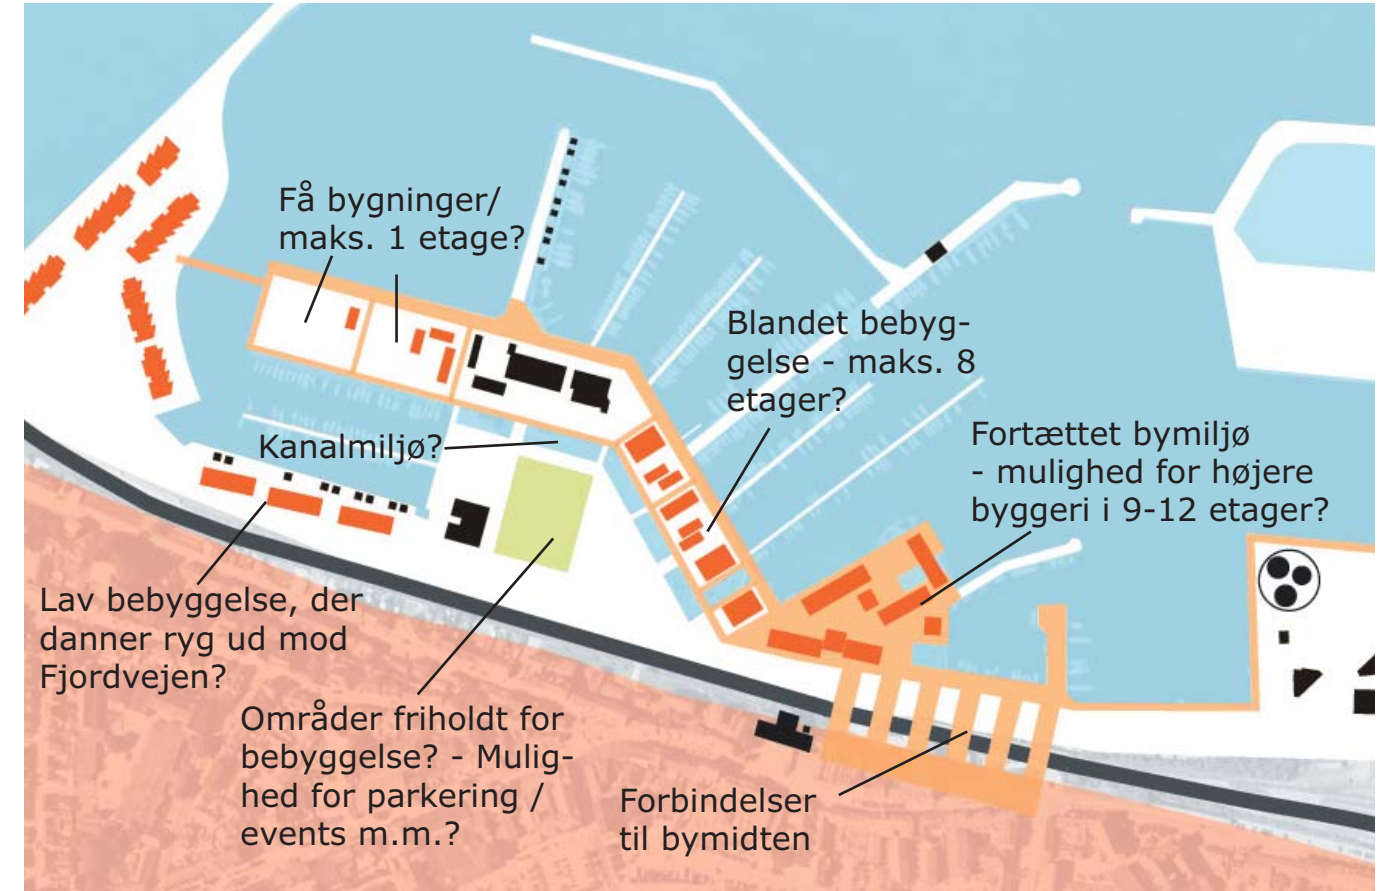 Få bygninger/
maks. 1 etage?
Blandet bebyg-
gelse - maks. 8
etager?
Kanalmiljø?
Fortættet bymiljø
- mulighed for højere
byggeri i 9-12 etager?
Lav bebyggelse, der
danner ryg ud mod
Fjordvejen?
Områder friholdt for
bebyggelse? - Mulig-
hed for parkering /
events m.m.?
Forbindelser
til bymidten